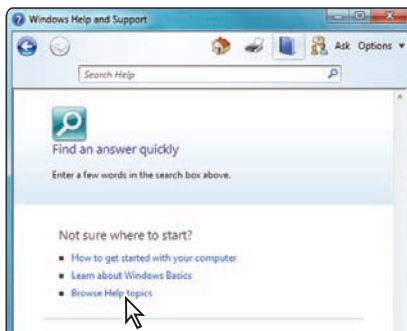 Windows Help and Support
Ask Options
Search Help
Find an answer quickly
Enter a few words in the search box above.
Not sure where to start?
How to get started with your computer
Learn about Windows Basics
Browse Help topics